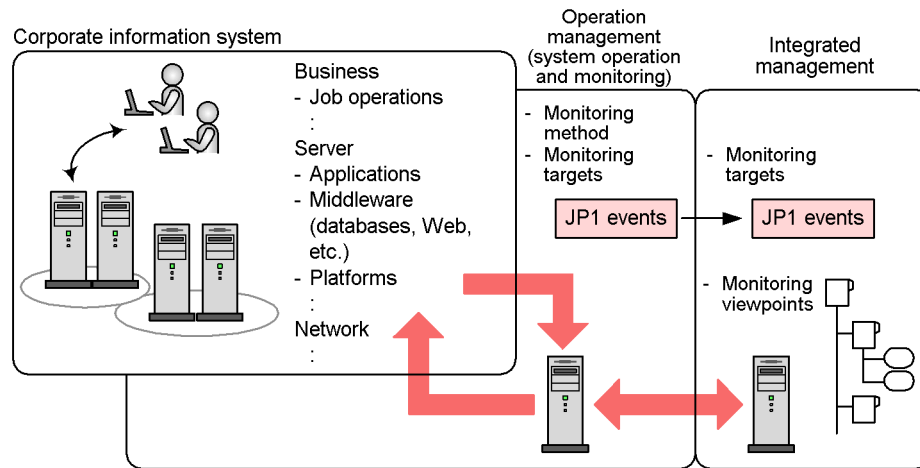 Corporate information system
Business
- Job operations
:
Server
- Applications
- Middleware
(databases, Web,
etc.)
- Platforms
:
Network
:
Operation
management
(system operation
and monitoring)
- Monitoring
method
- Monitoring
targets
JP1 events
Integrated
management
- Monitoring
targets
JP1 events
- Monitoring
viewpoints